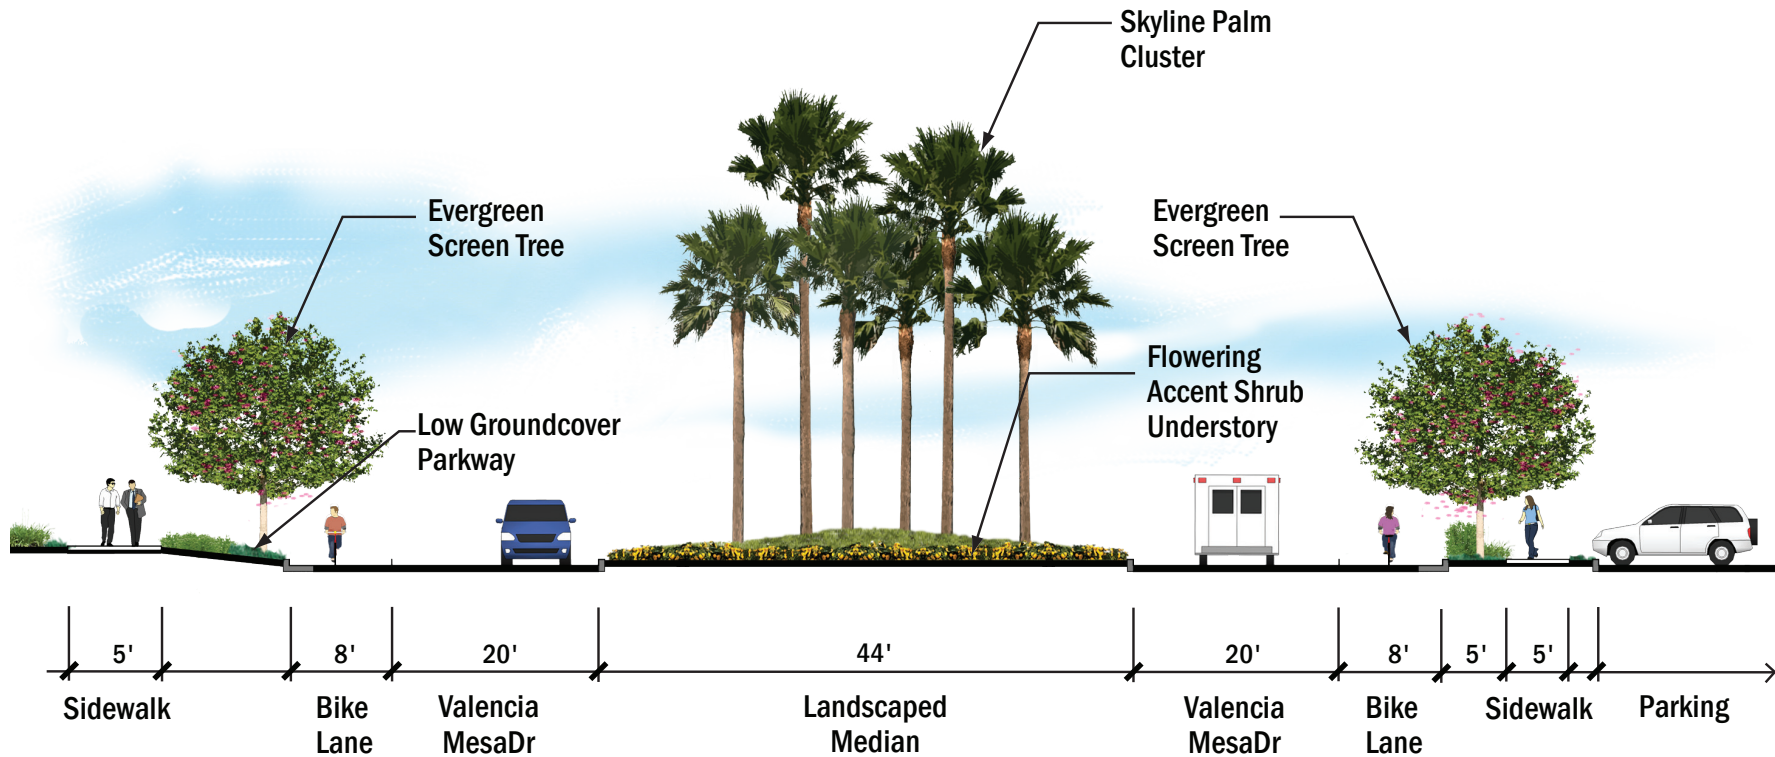 Skyline Palm
Cluster
Evergreen
Screen Tree
Evergreen
Screen Tree
Flowering
Accent Shrub
Understory
Low Groundcover
Parkway
5' 8' 20' 44' 20' 8' 5' 5'
Sidewalk
Bike
Lane
Valencia
MesaDr
Landscaped
Median
Valencia
MesaDr
Bike
Lane
Sidewalk
Parking